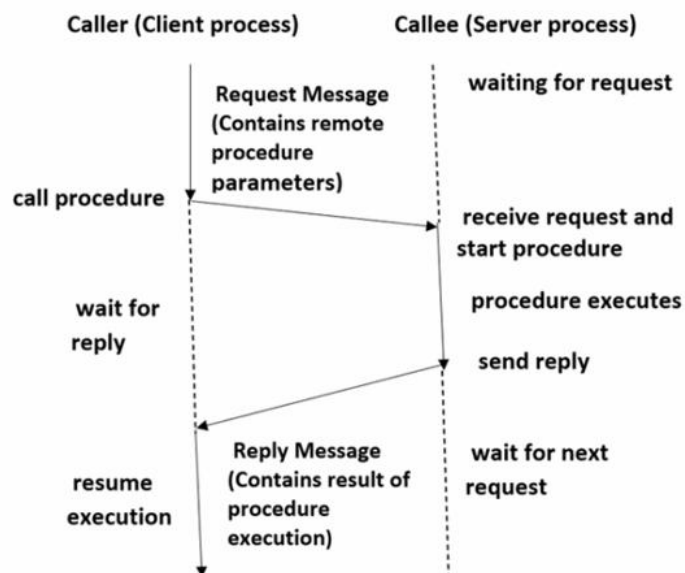 Caller (Client process)
Callee (Server process)
waiting for request
Request Message
(Contains remote
procedure
parameters)
call procedure
receive request and
start procedure
procedure executes
wait for
reply
send reply
Reply Message
(Contains result of
procedure
execution)
wait for next
request
resume
execution